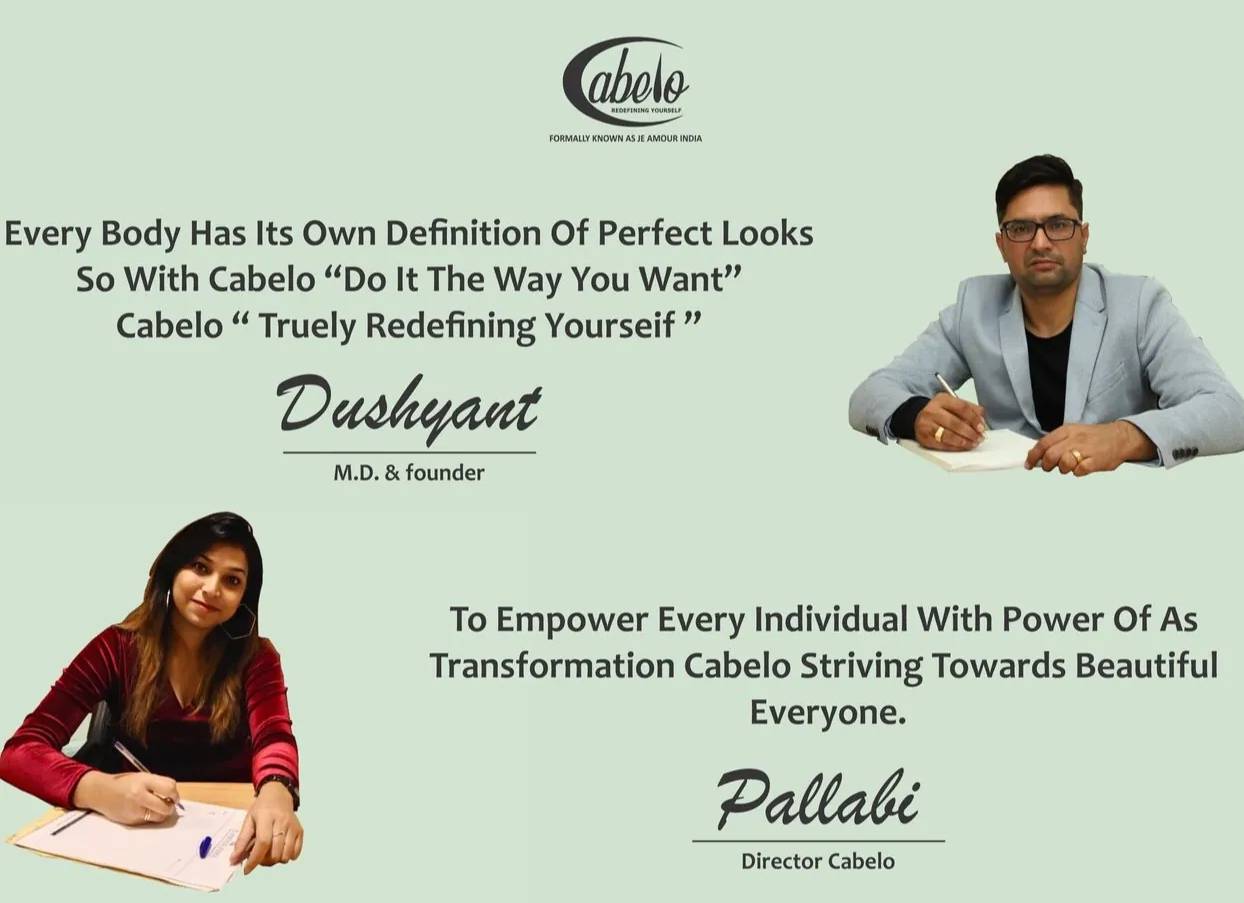 Cabelo
REDEFINING YOURSELF
FORMALLY KNOWN AS JE AMOUR INDIA
Every Body Has Its Own Definition Of Perfect Looks
So With Cabelo “Do It The Way You Want”
Cabelo “ Truely Redefining Yourseif ”
Dushyant
M.D. & founder
To Empower Every Individual With Power Of As
Transformation Cabelo Striving Towards Beautiful
Everyone.
Pallabi
Director Cabelo